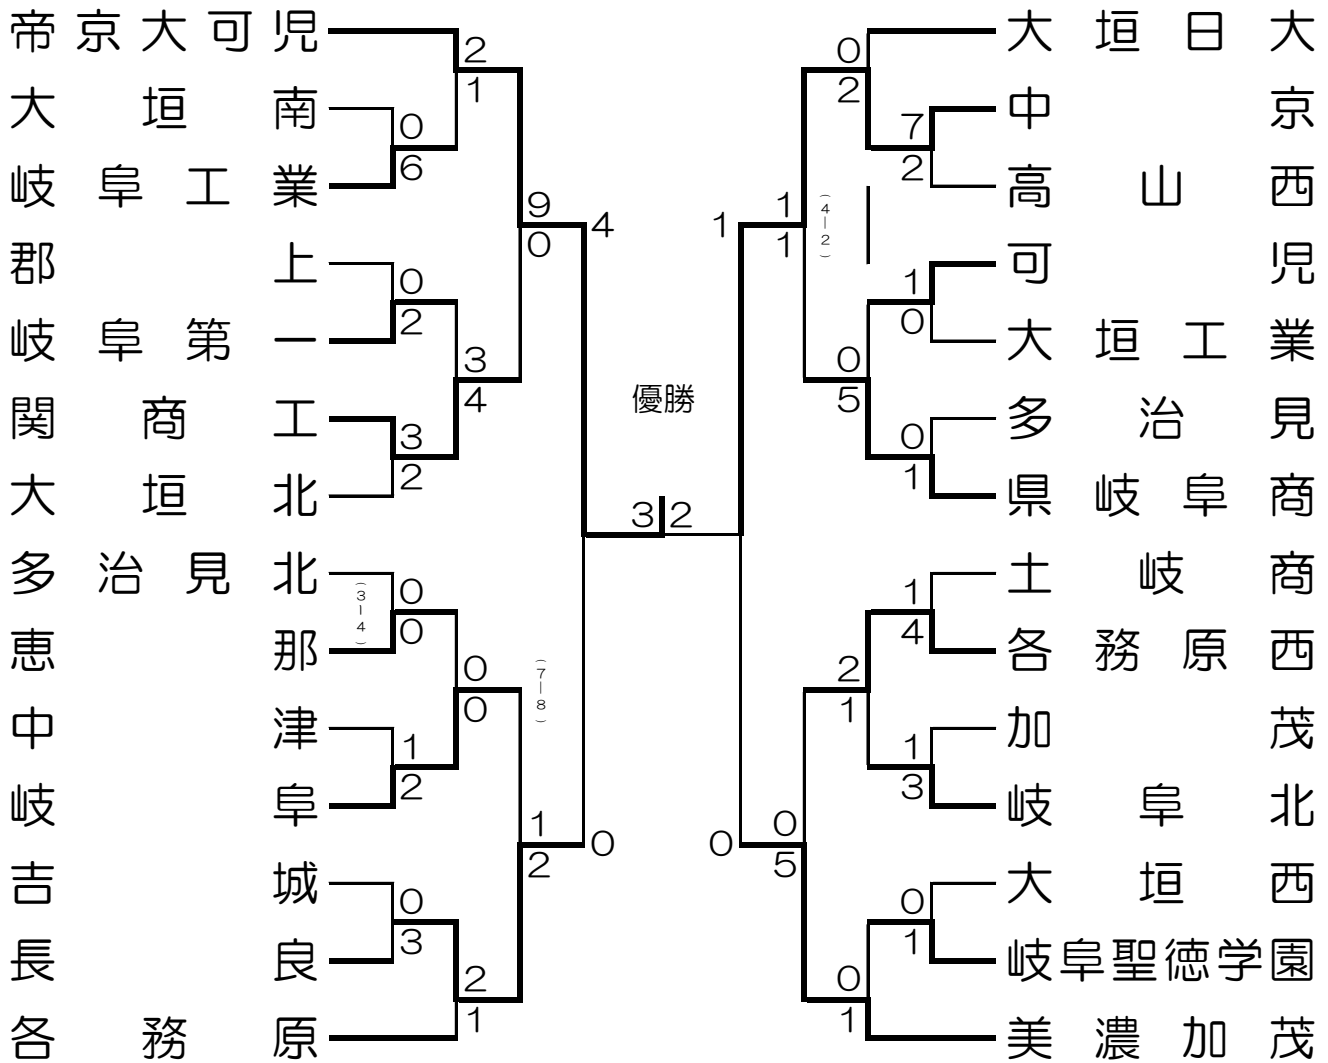 帝京大可児
大垣南
岐阜工業
郡上
岐阜第一
関商工
大垣北
多治見北
恵那
中津
岐阜
吉城
長良
各務原
2
1
0
6
0
2
3
4
3
2
9
0
4
0
0
(3-4)
0
0
(7-8)
1
2
0
3
2
1
1
2
0
優勝
3 2
1
0
0
2
7
2
1
1
(4-2)
1
0
0
5
0
1
1
4
2
1
1
3
0
5
0
1
0
1
大垣日大
中京
高山西
可児
大垣工業
多治見
県岐阜商
土岐商
各務原西
加茂
岐阜北
大垣西
岐阜聖徳学園
美濃加茂